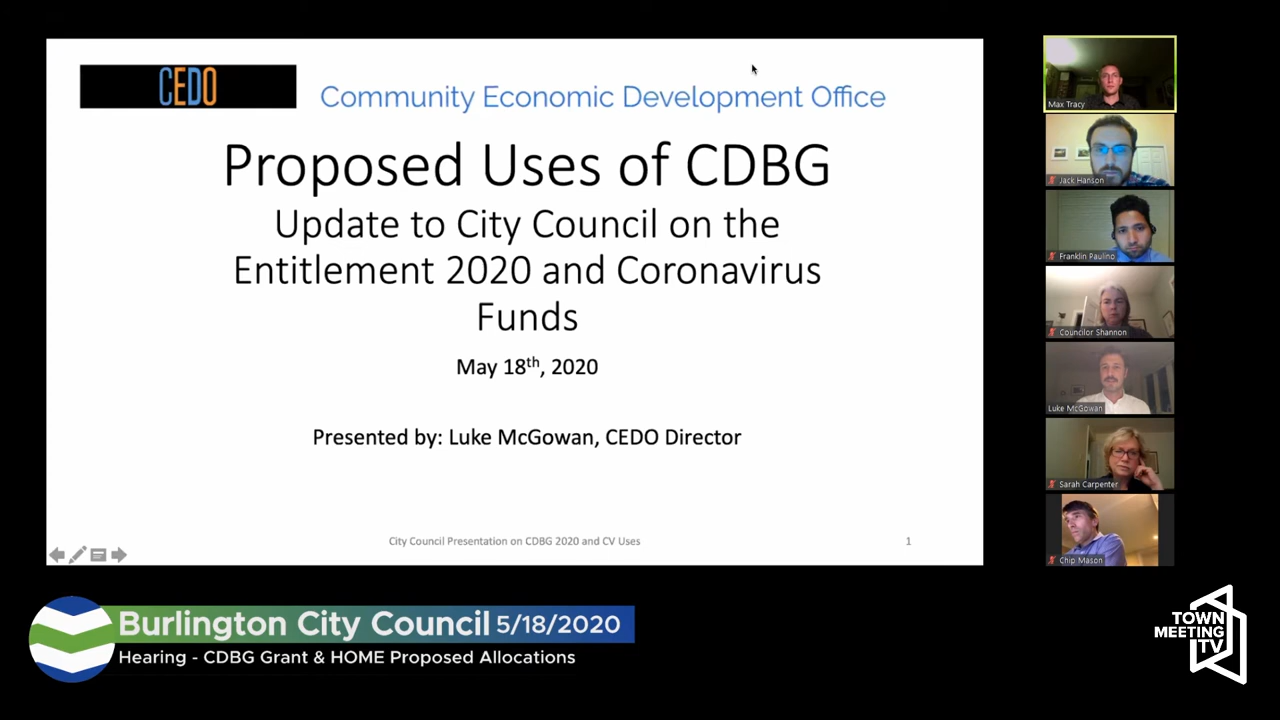 CEDO
Community Economic Development Office
Proposed Uses of CDBG
Update to City Council on the
Entitlement 2020 and Coronavirus
Funds
May 18th, 2020
Presented by: Luke McGowan, CEDO Director
City Council Presentation on CDBG 2020 and CV Uses
1
Max Tracy
Jack Hanson
Franklin Paulino
Councilor Shannon
Luke McGowan
Sarah Carpenter
Chip Mason
Burlington City Council 5/18/2020
Hearing - CDBG Grant & HOME Proposed Allocations
TOWN
MEETING
TV